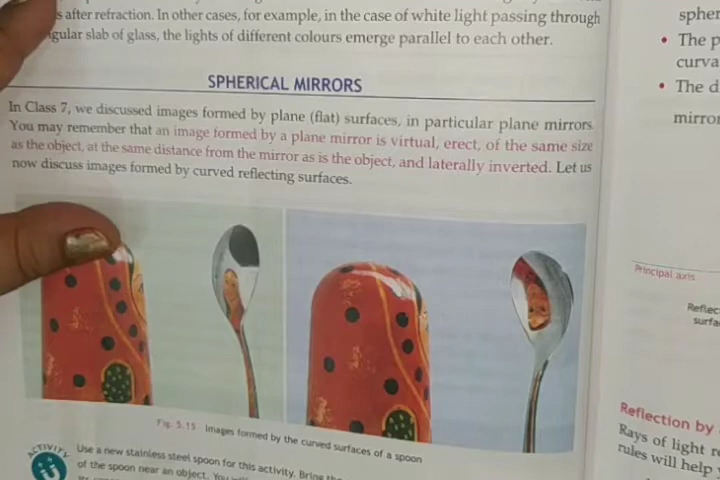 s after refraction. In other cases, for example, in the case of white light passing through
gular slab of glass, the lights of different colours emerge parallel to each other.
SPHERICAL MIRRORS
In Class 7, we discussed images formed by plane (flat) surfaces, in particular plane mirrors.
You may remember that an image formed by a plane mirror is virtual, erect, of the same size
as the object, at the same distance from the mirror as is the object, and laterally inverted. Let us
now discuss images formed by curved reflecting surfaces.
Fig. 5.15 Images formed by the curved surfaces of a spoon
ACTIVITY
Use a new stainless steel spoon for this activity. Bring the
of the spoon near an object. You
spher
• The p
curva
• The d
mirror
Principal axis
Reflec
surfa
Reflection by
Rays of light re
rules will help y